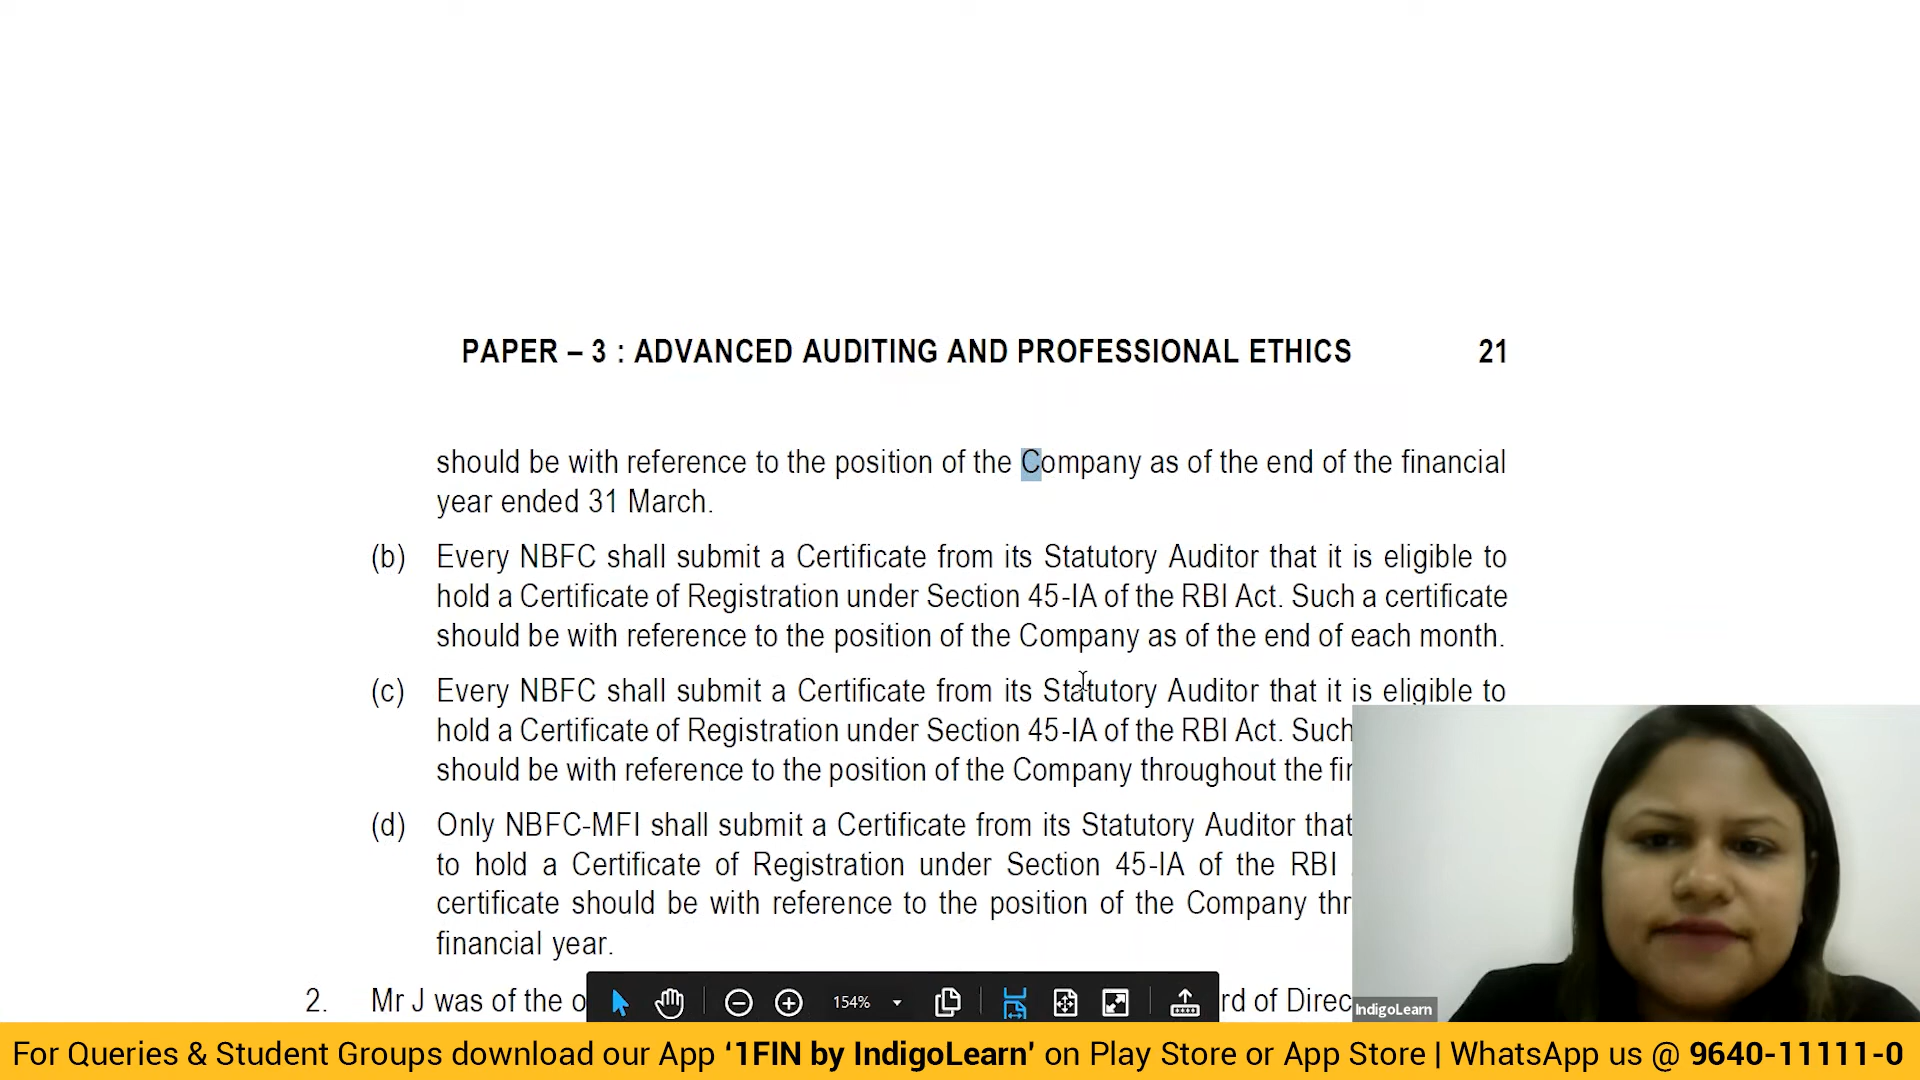 PAPER – 3 : ADVANCED AUDITING AND PROFESSIONAL ETHICS 21
should be with reference to the position of the Company as of the end of the financial
year ended 31 March.
(b) Every NBFC shall submit a Certificate from its Statutory Auditor that it is eligible to
hold a Certificate of Registration under Section 45-IA of the RBI Act. Such a certificate
should be with reference to the position of the Company as of the end of each month.
(c) Every NBFC shall submit a Certificate from its Statutory Auditor that it is eligible to
hold a Certificate of Registration under Section 45-IA of the RBI Act. Such
should be with reference to the position of the Company throughout the
(d) Only NBFC-MFI shall submit a Certificate from its Statutory Auditor that
to hold a Certificate of Registration under Section 45-IA of the RBI
certificate should be with reference to the position of the Company
financial year.
2. Mr J was of the
154%
of
IndigoLearn
For Queries & Student Groups download our App ‘1FIN by IndigoLearn’ on Play Store or App Store | WhatsApp us @ 9640-11111-0